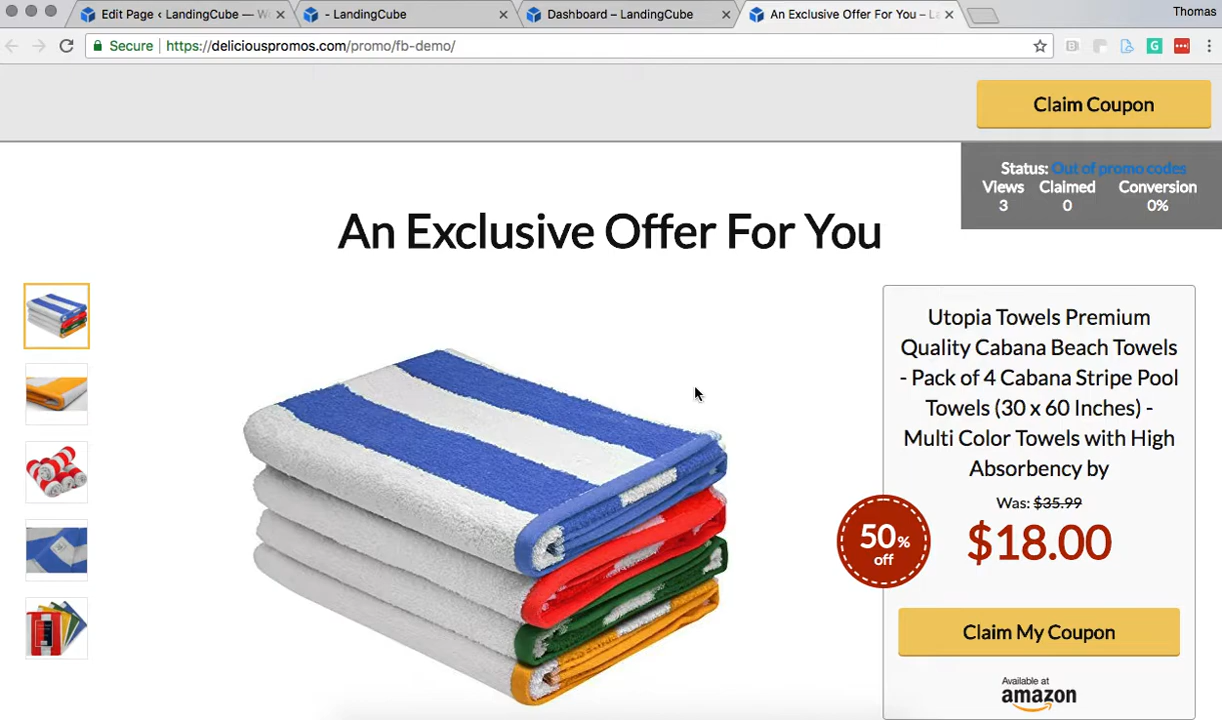 Edit Page ‹ LandingCube — W
- LandingCube
Dashboard – LandingCube
An Exclusive Offer For You – L
Thomas
Secure
https://deliciouspromos.com/promo/fb-demo/
Claim Coupon
Status: Out of promo codes
Views Claimed Conversion
3 0 0%
An Exclusive Offer For You
Utopia Towels Premium
Quality Cabana Beach Towels
- Pack of 4 Cabana Stripe Pool
Towels (30 x 60 Inches) -
Multi Color Towels with High
Absorbency by
Was: $35.99
50% off
$18.00
Claim My Coupon
Available at
amazon